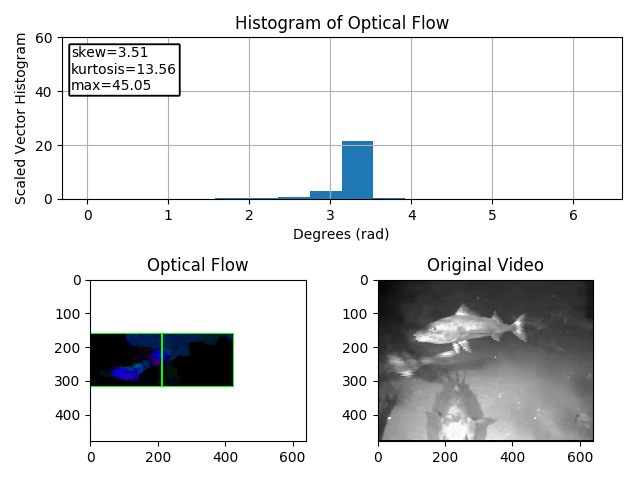 Histogram of Optical Flow
skew=3.51
kurtosis=13.56
max=45.05
Scaled Vector Histogram
60
40
20
0
0 1 2 3 4 5 6
Degrees (rad)
Optical Flow
0
100
200
300
400
0 200 400 600
Original Video
0
100
200
300
400
0 200 400 600